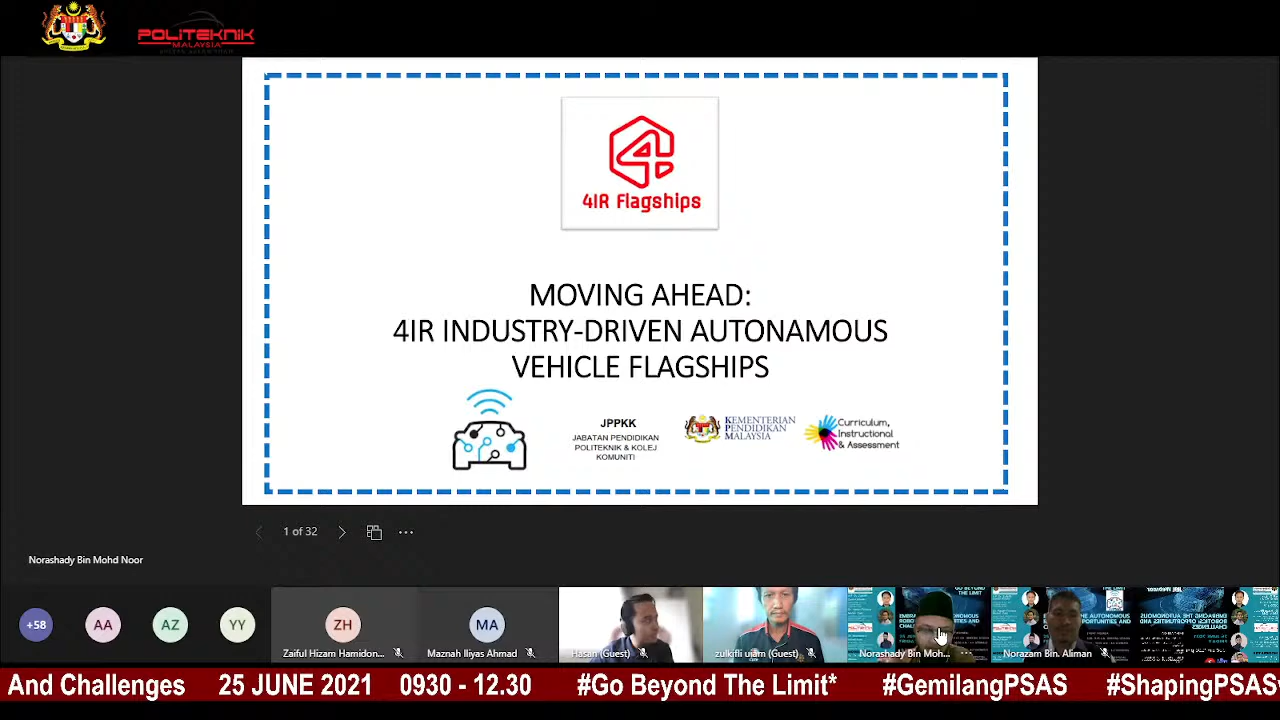 POLITEKNIK
MALAYSIA
4IR Flagships
MOVING AHEAD:
4IR INDUSTRY-DRIVEN AUTONAMOUS
VEHICLE FLAGSHIPS
JPPKK
JABATAN PENDIDIKAN
POLITEKNIK & KOLEJ
KOMUNITI
KEMENTERIAN
PENDIDIKAN
MALAYSIA
Curriculum,
Instructional
& Assessment
1 of 32
Norashady Bin Mohd Noor
+58
AA
AZ
YY
ZH
MA
Zaiful Hizam Hamidon...
Maznah Iliyas Ahmad
Hasan (Guest)
zulkifli uiam (Guest)
Norashady Bin Moh...
Norazam Bin. Aliman
And Challenges 25 JUNE 2021 0930 - 12.30 #Go Beyond The Limit* #GemilangPSAS #ShapingPSAS